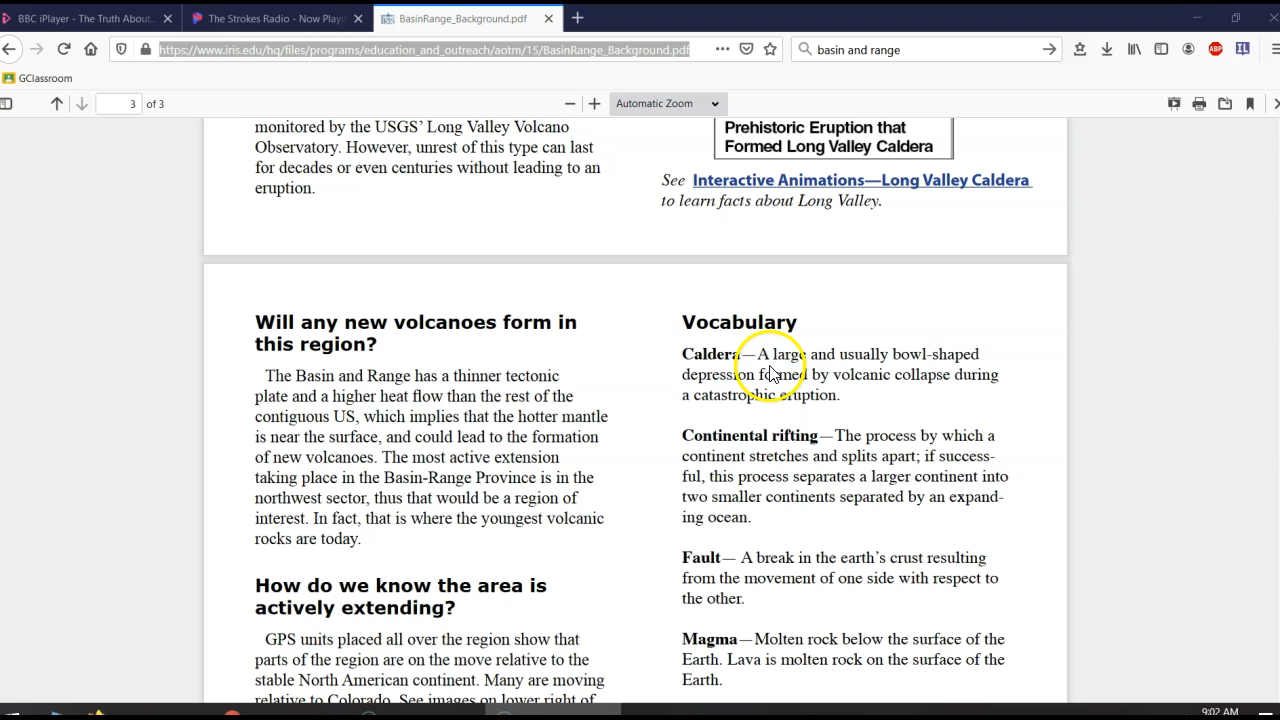 BBC iPlayer - The Truth About
The Strokes Radio - Now Playin
BasinRange_Background.pdf
https://www.iris.edu/hq/files/programs/education_and_outreach/aotm/15/BasinRange_Background.pdf
basin and range
ABP
GClassroom
3 of 3
Automatic Zoom
monitored by the USGS’ Long Valley Volcano
Observatory. However, unrest of this type can last
for decades or even centuries without leading to an
eruption.
Prehistoric Eruption that
Formed Long Valley Caldera
See Interactive Animations—Long Valley Caldera
to learn facts about Long Valley.
Will any new volcanoes form in
this region?
The Basin and Range has a thinner tectonic
plate and a higher heat flow than the rest of the
contiguous US, which implies that the hotter mantle
is near the surface, and could lead to the formation
of new volcanoes. The most active extension
taking place in the Basin-Range Province is in the
northwest sector, thus that would be a region of
interest. In fact, that is where the youngest volcanic
rocks are today.
How do we know the area is
actively extending?
GPS units placed all over the region show that
parts of the region are on the move relative to the
stable North American continent. Many are moving
relative to Colorado. See images on lower right of
Vocabulary
Caldera—A large and usually bowl-shaped
depression formed by volcanic collapse during
a catastrophic eruption.
Continental rifting—The process by which a
continent stretches and splits apart; if success-
ful, this process separates a larger continent into
two smaller continents separated by an expand-
ing ocean.
Fault— A break in the earth’s crust resulting
from the movement of one side with respect to
the other.
Magma—Molten rock below the surface of the
Earth. Lava is molten rock on the surface of the
Earth.
9:02 AM